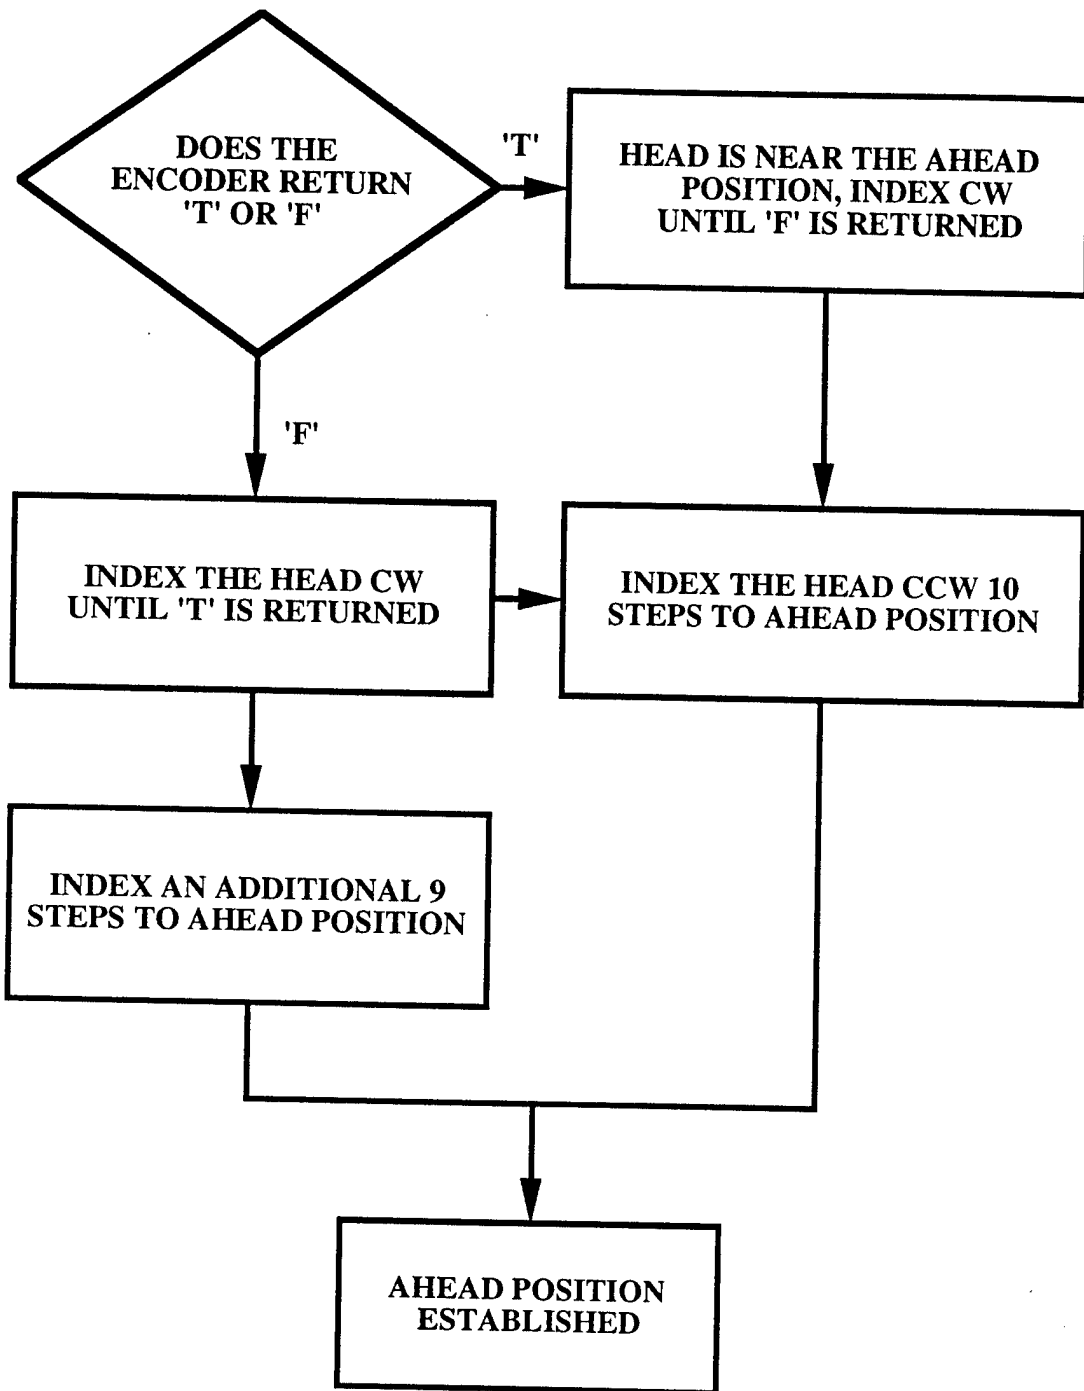 DOES THE
ENCODER RETURN
'T' OR 'F'
'T'
HEAD IS NEAR THE AHEAD
POSITION, INDEX CW
UNTIL 'F' IS RETURNED
'F'
INDEX THE HEAD CW
UNTIL 'T' IS RETURNED
INDEX THE HEAD CCW 10
STEPS TO AHEAD POSITION
INDEX AN ADDITIONAL 9
STEPS TO AHEAD POSITION
AHEAD POSITION
ESTABLISHED